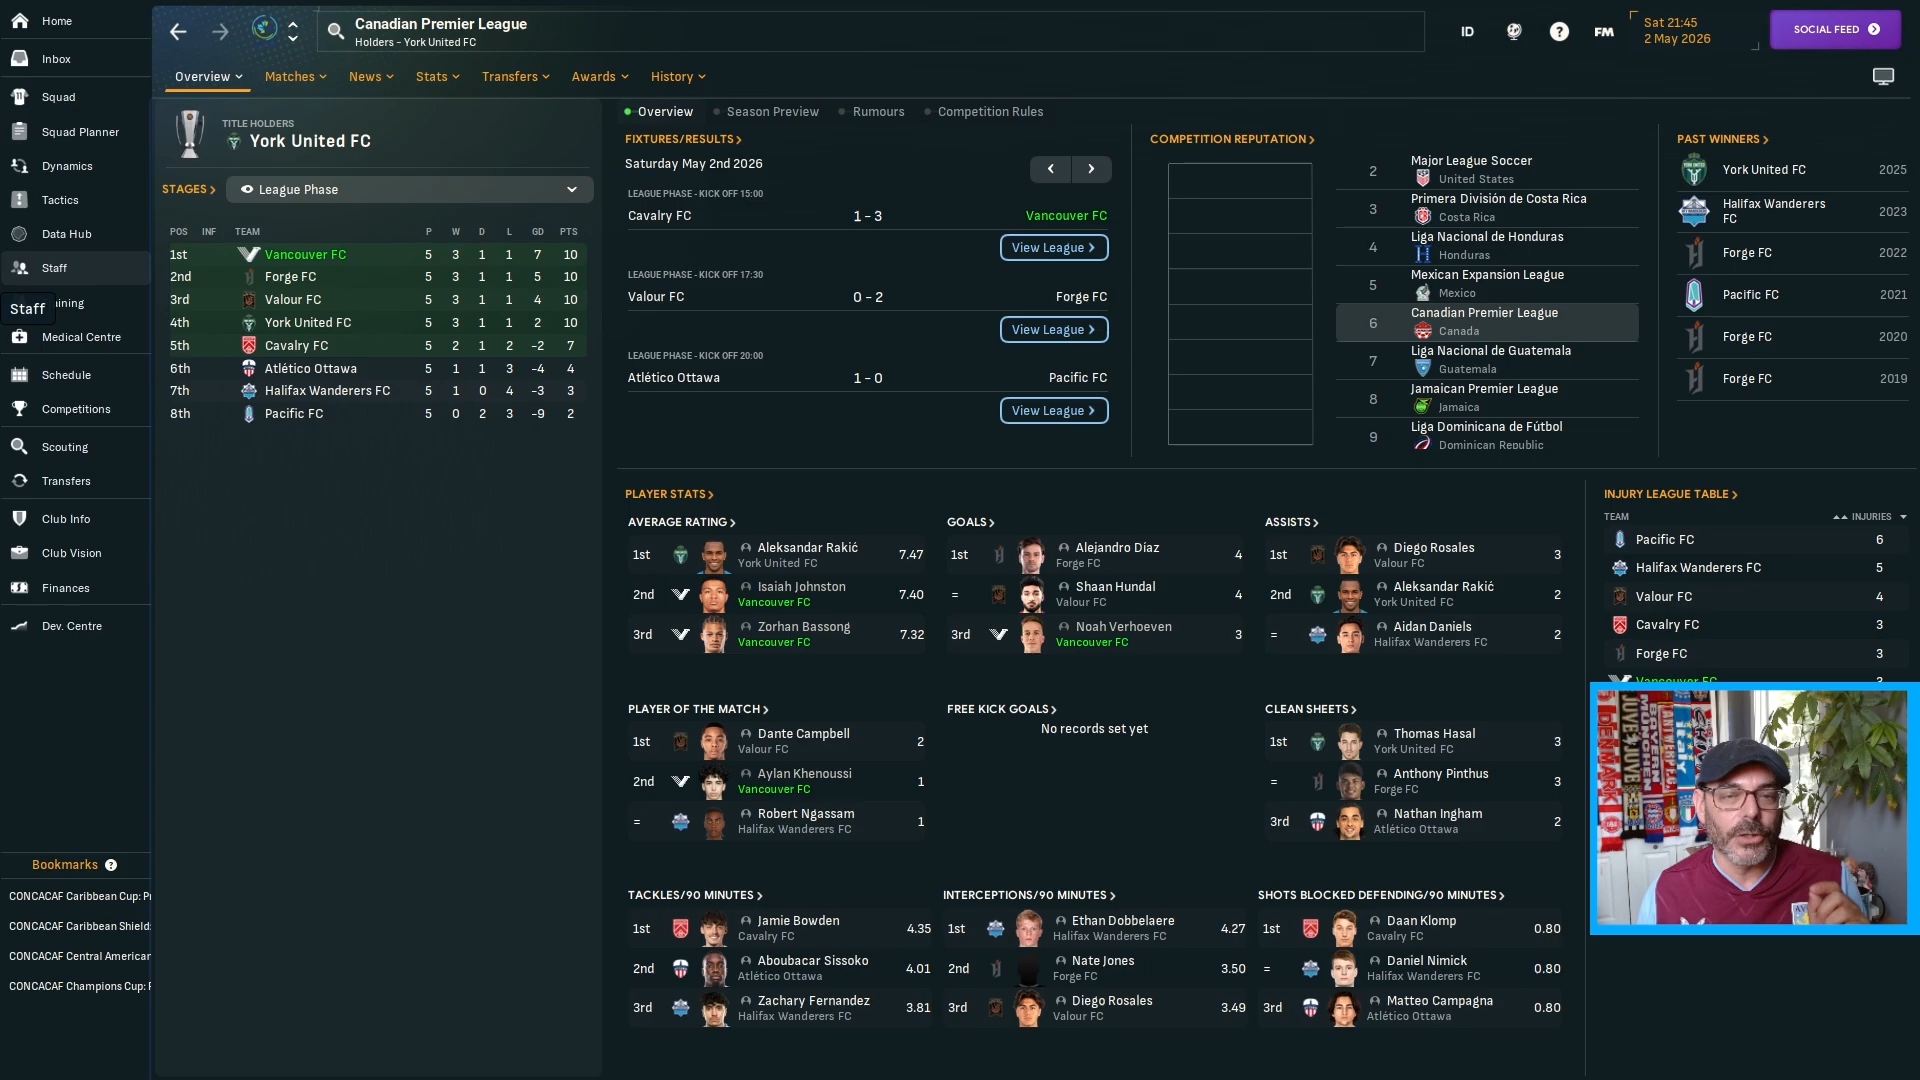 Home
Inbox
Squad
Squad Planner
Dynamics
Tactics
Data Hub
Staff
Staff
Medical Centre
Schedule
Competitions
Scouting
Transfers
Club Info
Club Vision
Finances
Dev. Centre
Bookmarks ?
CONCACAF Caribbean Cup:
CONCACAF Caribbean Shield:
CONCACAF Central American
CONCACAF Champions Cup:
Canadian Premier League
Holders - York United FC
ID
?
FM
Sat 21:45
2 May 2026
SOCIAL FEED
Overview Matches News Stats Transfers Awards History
TITLE HOLDERS
York United FC
STAGES > League Phase
POS INF TEAM P W D L GD PTS
1st Vancouver FC 5 3 1 1 7 10
2nd Forge FC 5 3 1 1 5 10
3rd Valour FC 5 3 1 1 4 10
4th York United FC 5 3 1 1 2 10
5th Cavalry FC 5 2 1 2 -2 7
6th Atlético Ottawa 5 1 1 3 -4 4
7th Halifax Wanderers FC 5 1 0 4 -3 3
8th Pacific FC 5 0 2 3 -9 2
Overview Season Preview Rumours Competition Rules
FIXTURES/RESULTS >
Saturday May 2nd 2026
LEAGUE PHASE - KICK OFF 15:00
Cavalry FC 1 - 3 Vancouver FC
View League >
LEAGUE PHASE - KICK OFF 17:30
Valour FC 0 - 2 Forge FC
View League >
LEAGUE PHASE - KICK OFF 20:00
Atlético Ottawa 1 - 0 Pacific FC
View League >
COMPETITION REPUTATION >
2 Major League Soccer
United States
3 Primera División de Costa Rica
Costa Rica
4 Liga Nacional de Honduras
Honduras
5 Mexican Expansion League
Mexico
6 Canadian Premier League
Canada
7 Liga Nacional de Guatemala
Guatemala
8 Jamaican Premier League
Jamaica
9 Liga Dominicana de Fútbol
Dominican Republic
PAST WINNERS >
York United FC 2025
Halifax Wanderers
FC 2023
Forge FC 2022
Pacific FC 2021
Forge FC 2020
Forge FC 2019
PLAYER STATS >
AVERAGE RATING >
1st Aleksandar Rakić 7.47
York United FC
2nd Isaiah Johnston 7.40
Vancouver FC
3rd Zorhan Bassong 7.32
Vancouver FC
GOALS >
1st Alejandro Díaz 4
Forge FC
= Shaan Hundal 4
Valour FC
3rd Noah Verhoeven 3
Vancouver FC
ASSISTS >
1st Diego Rosales 3
Valour FC
2nd Aleksandar Rakić 2
York United FC
= Aidan Daniels 2
Halifax Wanderers FC
PLAYER OF THE MATCH >
1st Dante Campbell 2
Valour FC
2nd Aylan Khenoussi 1
Vancouver FC
= Robert Ngassam 1
Halifax Wanderers FC
FREE KICK GOALS >
No records set yet
CLEAN SHEETS >
1st Thomas Hasal 3
York United FC
= Anthony Pinthus 3
Forge FC
3rd Nathan Ingham 2
Atlético Ottawa
TACKLES/90 MINUTES >
1st Jamie Bowden 4.35
Cavalry FC
2nd Aboubacar Sissoko 4.01
Atlético Ottawa
3rd Zachary Fernandez 3.81
Halifax Wanderers FC
INTERCEPTIONS/90 MINUTES >
1st Ethan Dobbelaere 4.27
Halifax Wanderers FC
2nd Nate Jones 3.50
Forge FC
3rd Diego Rosales 3.49
Valour FC
SHOTS BLOCKED DEFENDING/90 MINUTES >
1st Daan Klomp 0.80
Cavalry FC
= Daniel Nimick 0.80
Halifax Wanderers FC
3rd Matteo Campagna 0.80
Atlético Ottawa
INJURY LEAGUE TABLE >
TEAM INJURIES
Pacific FC 6
Halifax Wanderers FC 5
Valour FC 4
Cavalry FC 3
Forge FC 3
Vancouver FC
DENMARK
JUVE JUVE
BAYERN MÜNCHEN
Italy